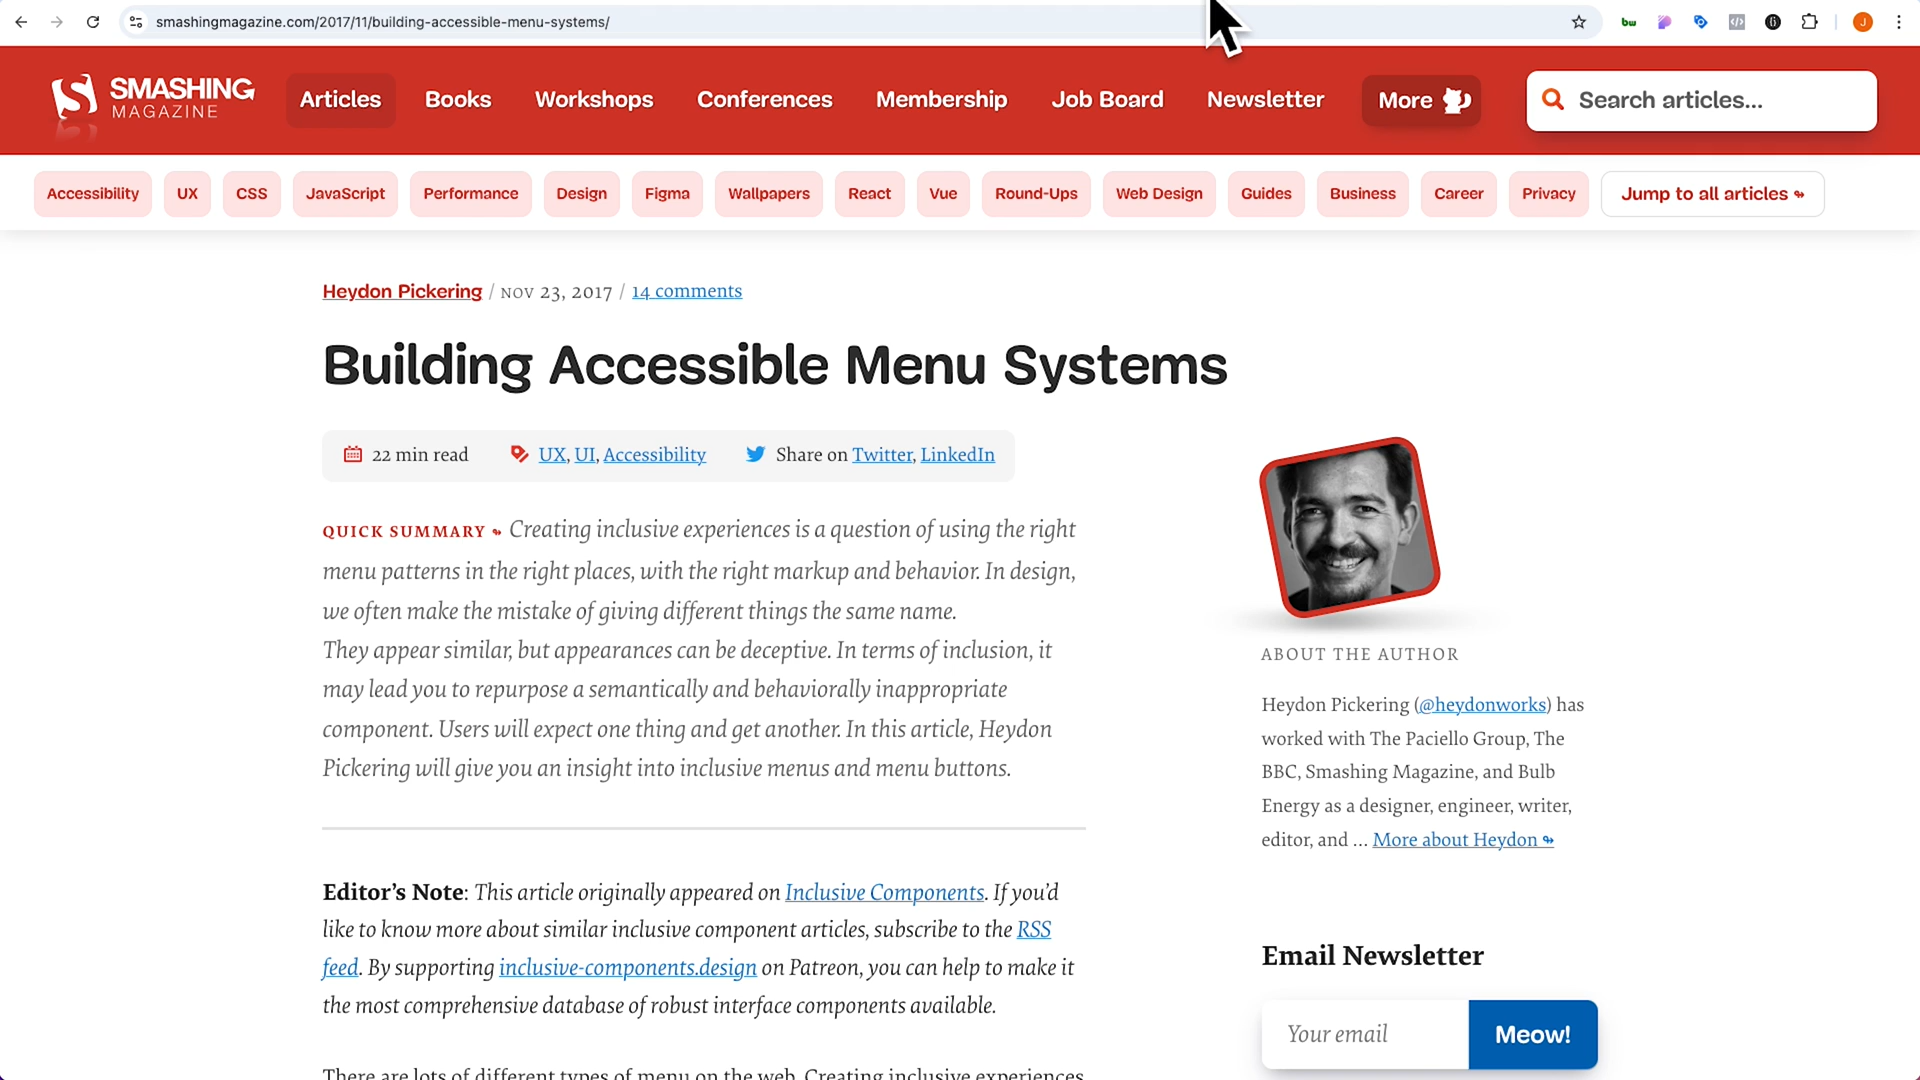 smashingmagazine.com/2017/11/building-accessible-menu-systems/
bw
J
SMASHING
MAGAZINE
Articles
Books
Workshops
Conferences
Membership
Job Board
Newsletter
More
Search articles...
Accessibility
UX
CSS
JavaScript
Performance
Design
Figma
Wallpapers
React
Vue
Round-Ups
Web Design
Guides
Business
Career
Privacy
Jump to all articles ↬
Heydon Pickering / NOV 23, 2017 / 14 comments
Building Accessible Menu Systems
22 min read
UX, UI, Accessibility
Share on Twitter, LinkedIn
QUICK SUMMARY ↬ Creating inclusive experiences is a question of using the right
menu patterns in the right places, with the right markup and behavior. In design,
we often make the mistake of giving different things the same name.
They appear similar, but appearances can be deceptive. In terms of inclusion, it
may lead you to repurpose a semantically and behaviorally inappropriate
component. Users will expect one thing and get another. In this article, Heydon
Pickering will give you an insight into inclusive menus and menu buttons.
Editor’s Note: This article originally appeared on Inclusive Components. If you’d
like to know more about similar inclusive component articles, subscribe to the RSS
feed. By supporting inclusive-components.design on Patreon, you can help to make it
the most comprehensive database of robust interface components available.
There are lots of different types of menu on the web. Creating inclusive experiences
ABOUT THE AUTHOR
Heydon Pickering (@heydonworks) has
worked with The Paciello Group, The
BBC, Smashing Magazine, and Bulb
Energy as a designer, engineer, writer,
editor, and … More about Heydon ↬
Email Newsletter
Your email
Meow!